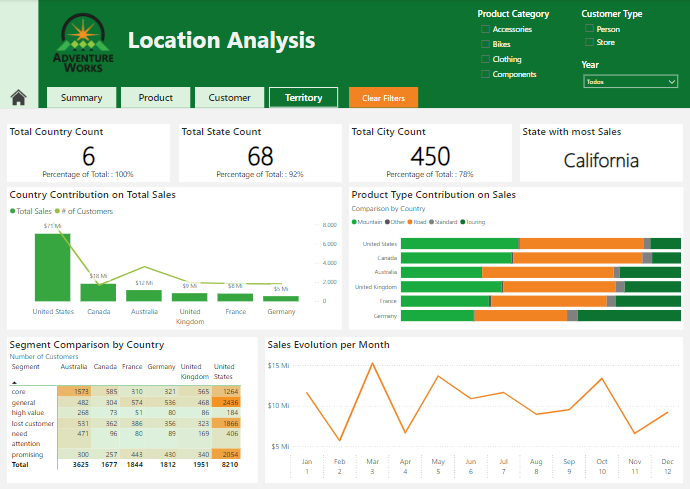 ADVENTURE
WORKS
Location Analysis
Product Category
Accessories
Bikes
Clothing
Components
Customer Type
Person
Store
Year
Todos
Summary
Product
Customer
Territory
Clear Filters
Total Country Count
6
Percentage of Total: : 100%
Total State Count
68
Percentage of Total: : 92%
Total City Count
450
Percentage of Total: : 78%
State with most Sales
California
Country Contribution on Total Sales
Total Sales # of Customers
8.000
6.000
4.000
2.000
0
$71 Mi
$18 Mi
$12 Mi
$9 Mi
$8 Mi
$5 Mi
United States Canada Australia United Kingdom France Germany
Product Type Contribution on Sales
Comparison by Country
Mountain Other Road Standard Touring
United States
Canada
Australia
United Kingdom
France
Germany
Segment Comparison by Country
Number of Customers
Segment Australia Canada France Germany United Kingdom United States
core 1573 585 310 321 565 1264
general 482 304 574 536 468 2436
high value 268 73 51 80 86 184
lost customer 531 362 386 356 323 1866
need attention 471 96 80 89 169 406
promising 300 257 443 430 340 2054
Total 3625 1677 1844 1812 1951 8210
Sales Evolution per Month
$15 Mi
$10 Mi
$5 Mi
Jan Feb Mar Apr May Jun Jul Aug Sep Oct Nov Dec
1 2 3 4 5 6 7 8 9 10 11 12